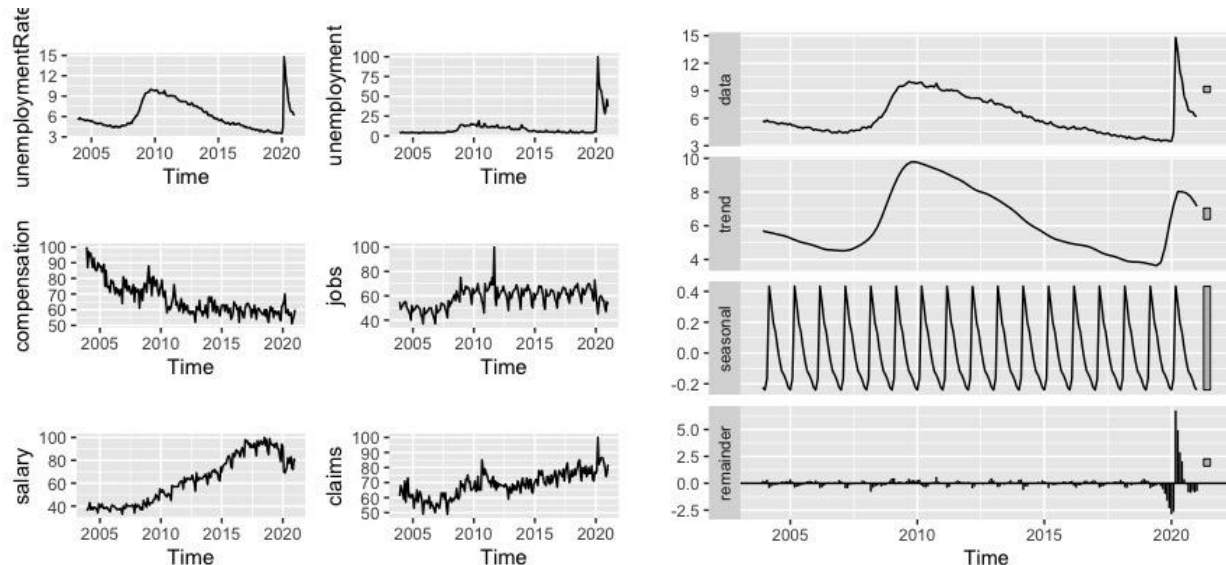 unemploymentRate
15
12
9
6
3
2005 2010 2015 2020
Time
unemployment
100
75
50
25
0
2005 2010 2015 2020
Time
compensation
100
90
80
70
60
50
2005 2010 2015 2020
Time
jobs
100
80
60
40
2005 2010 2015 2020
Time
salary
100
80
60
40
2005 2010 2015 2020
Time
claims
100
90
80
70
60
50
2005 2010 2015 2020
Time
data
15
12
9
6
3
trend
10
8
6
4
seasonal
0.4
0.2
0.0
-0.2
remainder
5.0
2.5
0.0
-2.5
2005 2010 2015 2020
Time